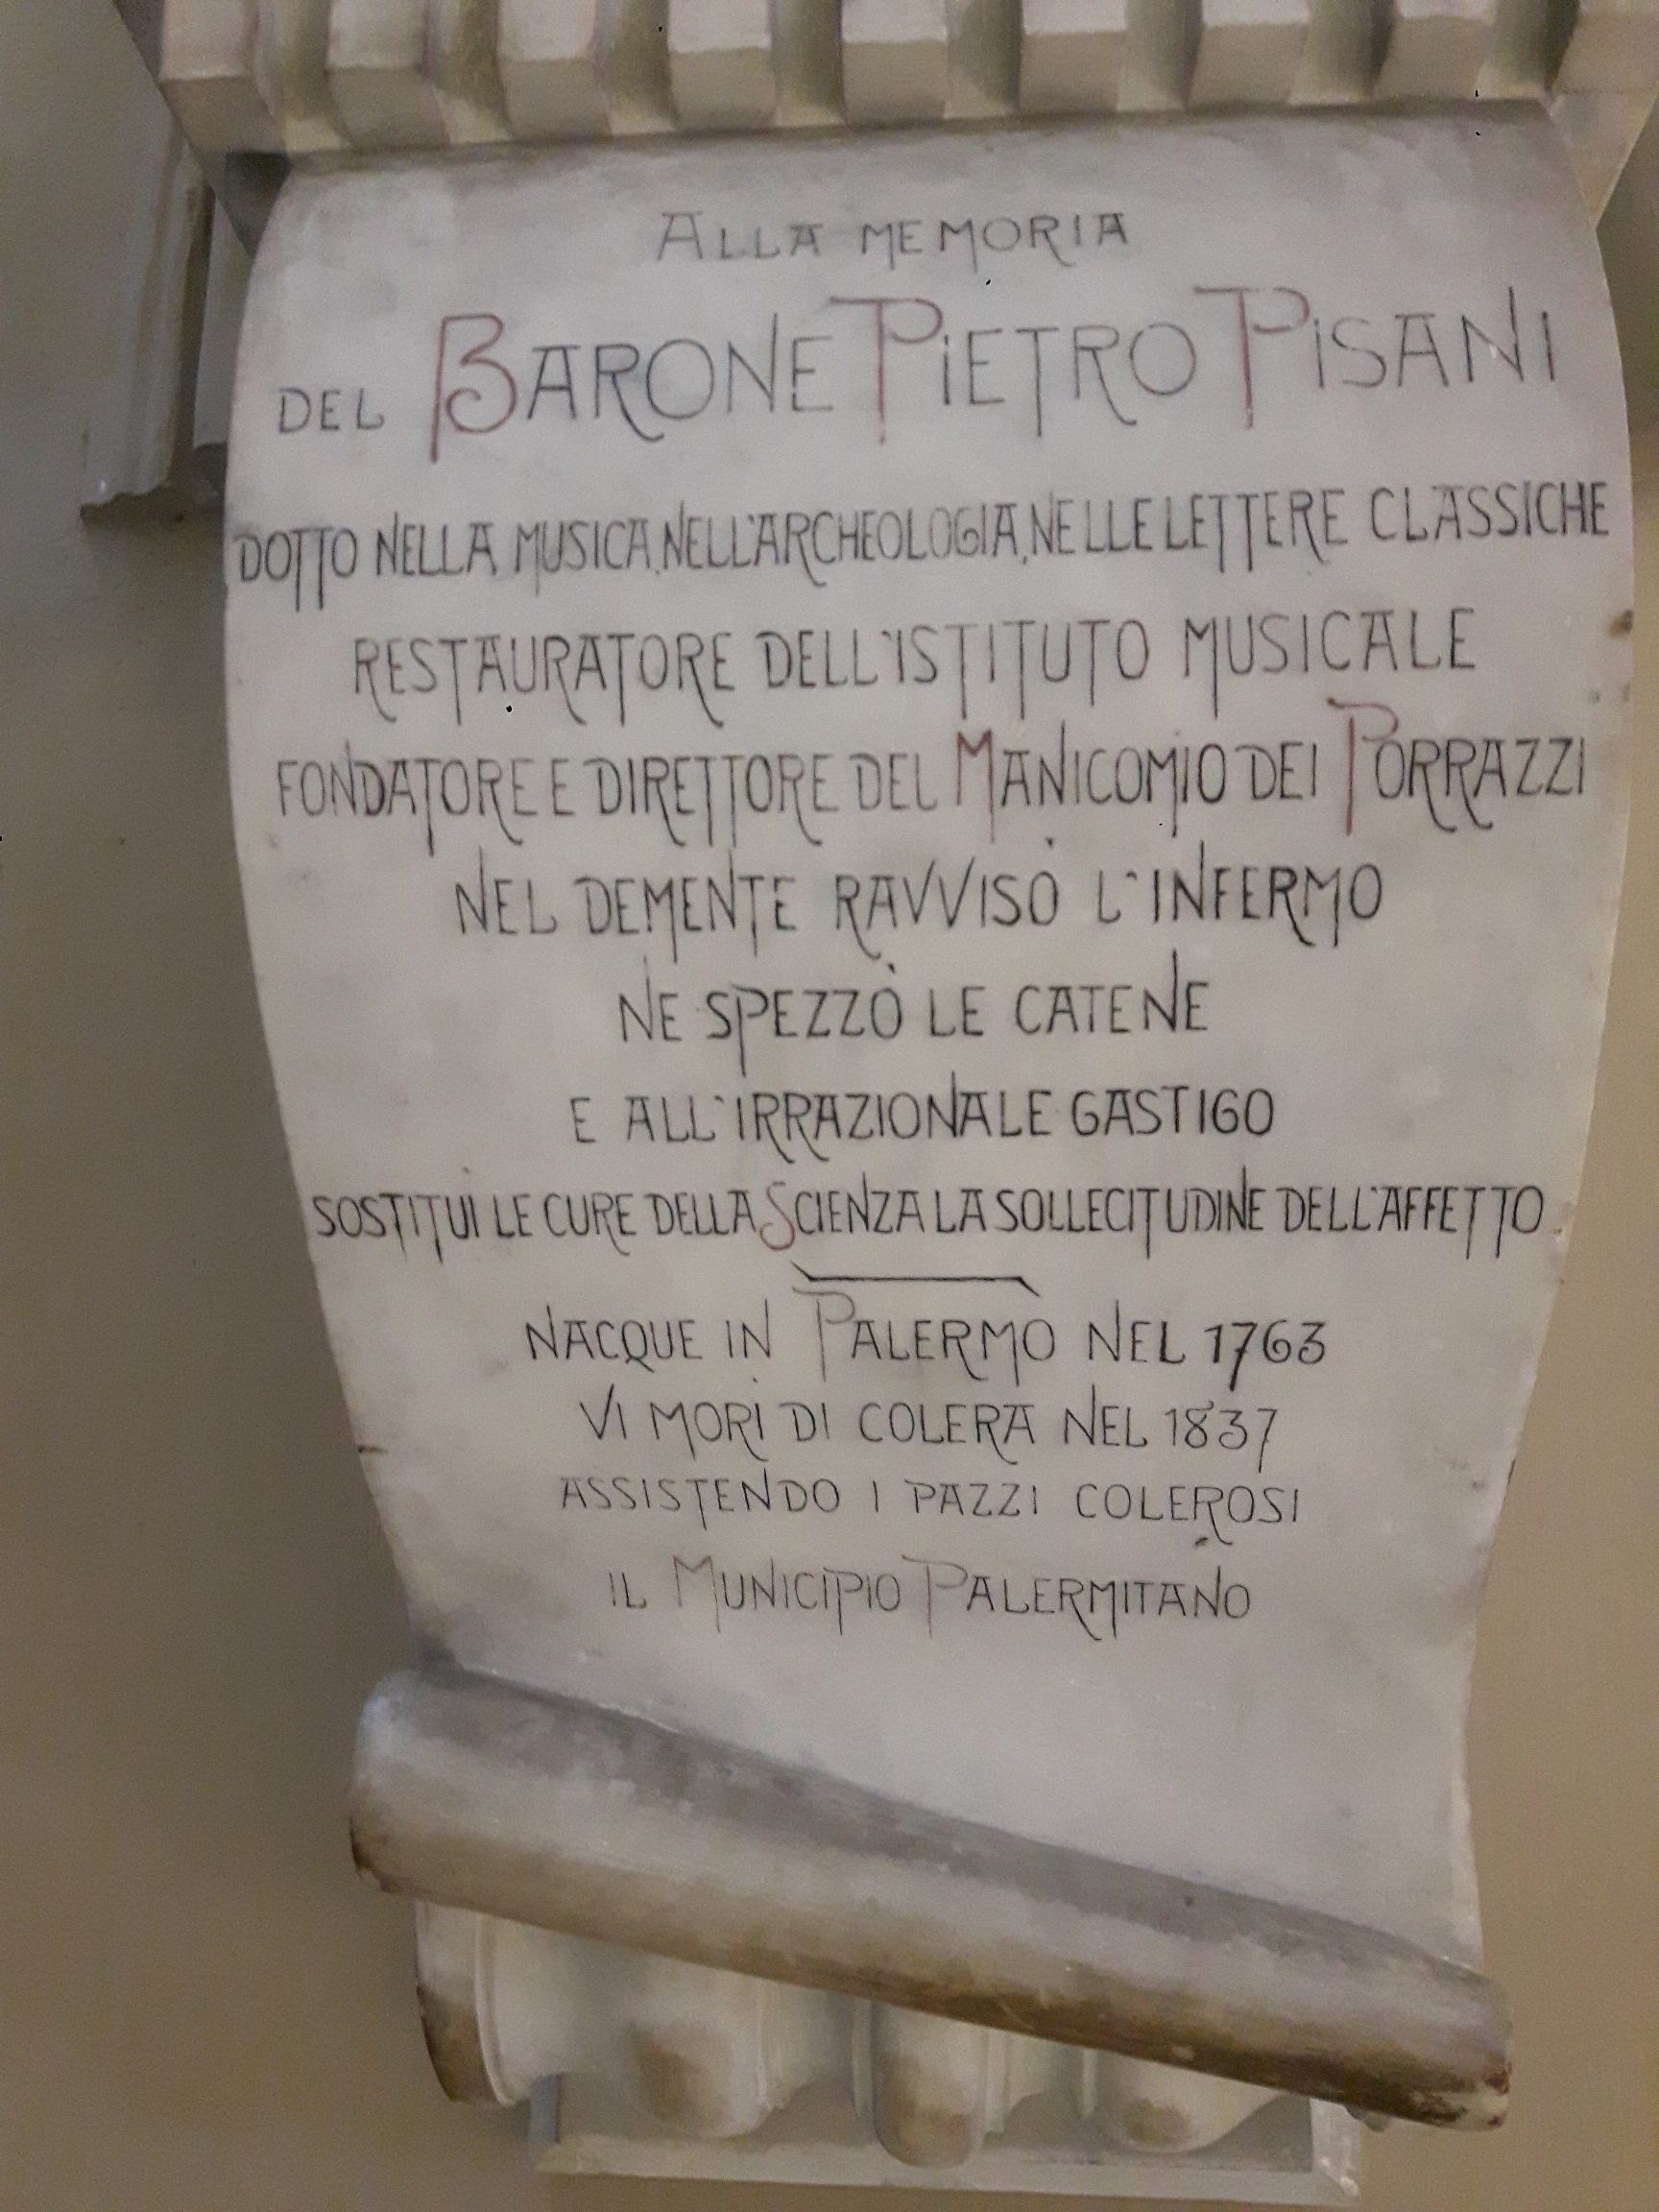 ALLA MEMORIA
DEL BARONE PIETRO PISANI
DOTTO NELLA MUSICA, NELL'ARCHEOLOGIA, NELLE LETTERE CLASSICHE
RESTAURATORE DELL'ISTITUTO MUSICALE
FONDATORE E DIRETTORE DEL MANICOMIO DEI PORRAZZI
NEL DEMENTE RAVVISÒ L'INFERMO
NE SPEZZÒ LE CATENE
E ALL'IRRAZIONALE GASTIGO
SOSTITUÌ LE CURE DELLA SCIENZA LA SOLLECITUDINE DELL'AFFETTO
NACQUE IN PALERMO NEL 1763
VI MORÌ DI COLERA NEL 1837
ASSISTENDO I PAZZI COLEROSI
IL MUNICIPIO PALERMITANO